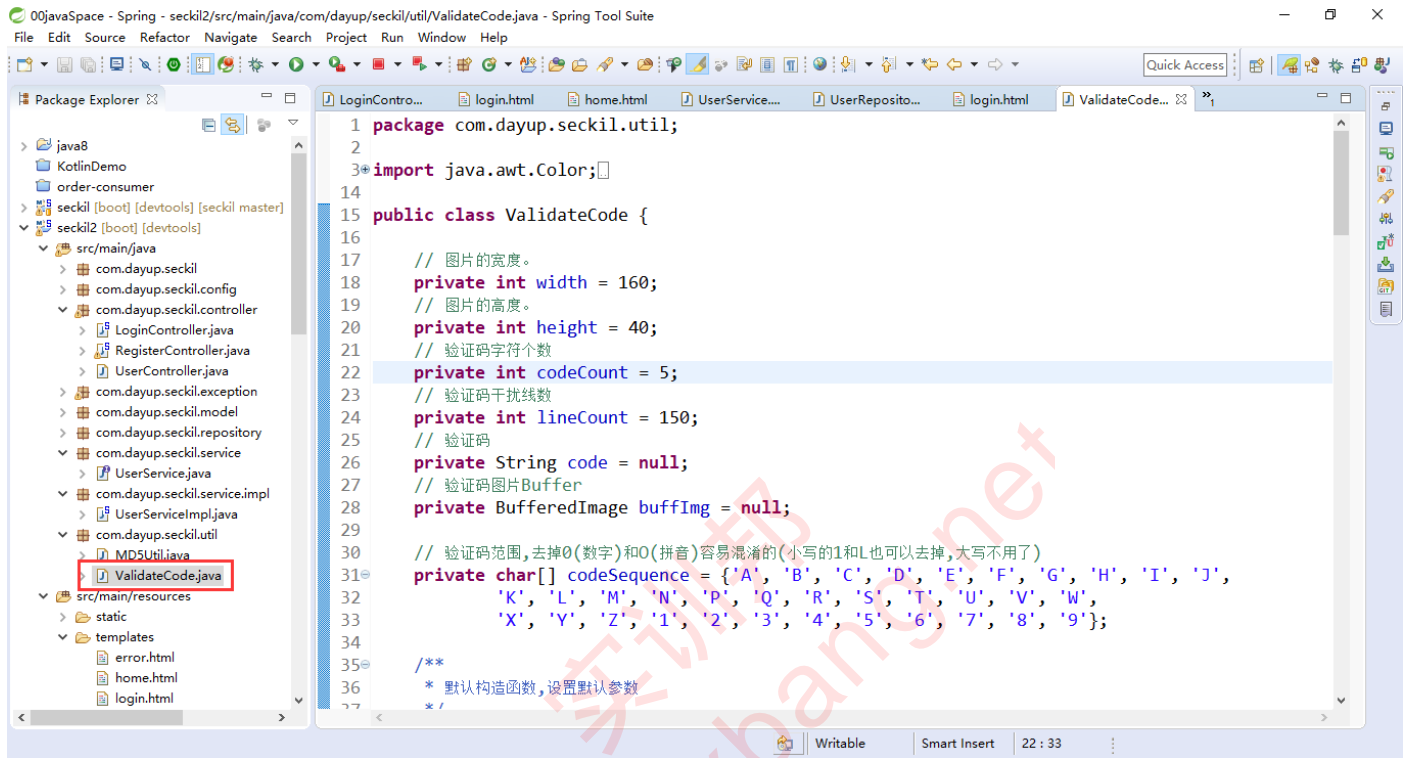 00javaSpace - Spring - seckil2/src/main/java/com/dayup/seckil/util/ValidateCode.java - Spring Tool Suite
File Edit Source Refactor Navigate Search Project Run Window Help
Quick Access
Package Explorer
LoginContro... login.html home.html UserService.... UserReposito... login.html ValidateCode... »1
java8
KotlinDemo
order-consumer
seckil [boot] [devtools] [seckil master]
seckil2 [boot] [devtools]
src/main/java
com.dayup.seckil
com.dayup.seckil.config
com.dayup.seckil.controller
LoginController.java
RegisterController.java
UserController.java
com.dayup.seckil.exception
com.dayup.seckil.model
com.dayup.seckil.repository
com.dayup.seckil.service
UserService.java
com.dayup.seckil.service.impl
UserServiceImpl.java
com.dayup.seckil.util
MD5Util.java
ValidateCode.java
src/main/resources
static
templates
error.html
home.html
login.html
1 package com.dayup.seckil.util;
2
3 import java.awt.Color;
14
15 public class ValidateCode {
16
17 // 图片的宽度。
18 private int width = 160;
19 // 图片的高度。
20 private int height = 40;
21 // 验证码字符个数
22 private int codeCount = 5;
23 // 验证码干扰线数
24 private int lineCount = 150;
25 // 验证码
26 private String code = null;
27 // 验证码图片Buffer
28 private BufferedImage buffImg = null;
29
30 // 验证码范围,去掉0(数字)和O(拼音)容易混淆的(小写的1和L也可以去掉,大写不用了)
31 private char[] codeSequence = {'A', 'B', 'C', 'D', 'E', 'F', 'G', 'H', 'I', 'J',
32 'K', 'L', 'M', 'N', 'P', 'Q', 'R', 'S', 'T', 'U', 'V', 'W',
33 'X', 'Y', 'Z', '1', '2', '3', '4', '5', '6', '7', '8', '9'};
34
35 /**
36 * 默认构造函数,设置默认参数
37 */
Writable Smart Insert 22 : 33
实训邦